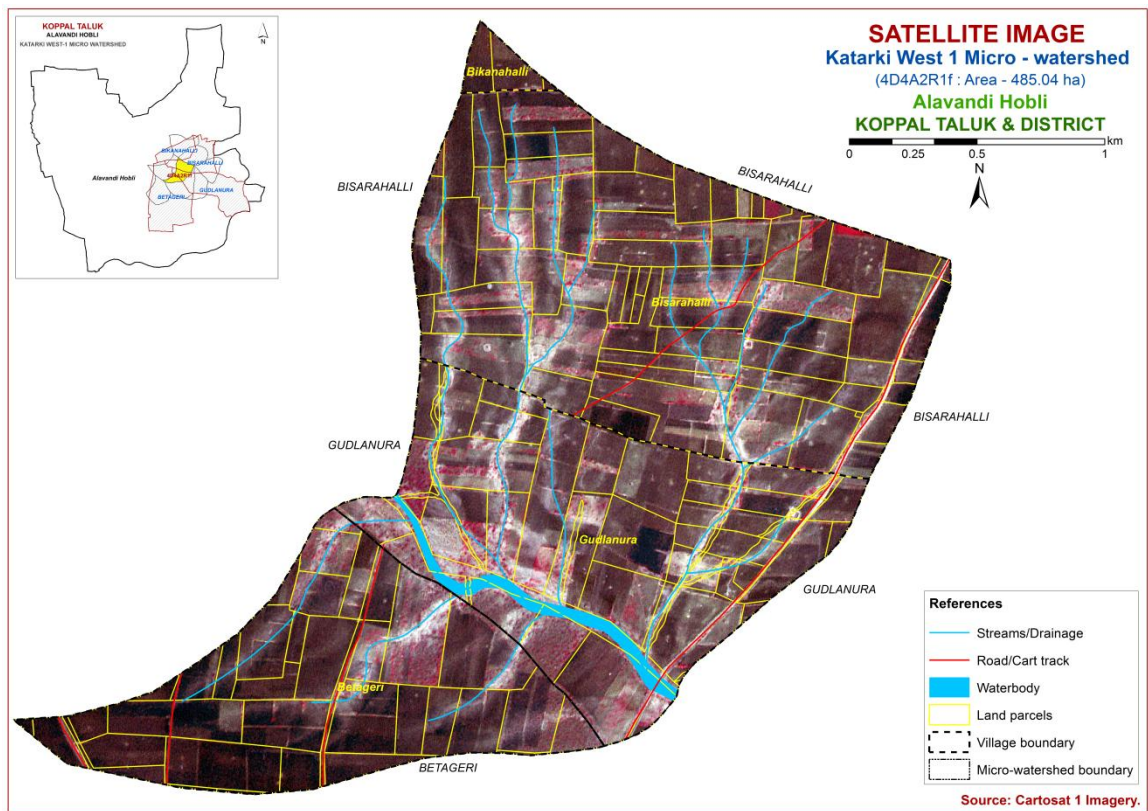 KOPPAL TALUK
ALAVANDI HOBLI
KATARKI WEST-1 MICRO WATERSHED
N
BIKANAHALLI
BISARAHALLI
Alavandi Hobli
4D4A2R1f
GUDLANURA
BETAGERI
SATELLITE IMAGE
Katarki West 1 Micro - watershed
(4D4A2R1f : Area - 485.04 ha)
Alavandi Hobli
KOPPAL TALUK & DISTRICT
km
0 0.25 0.5 1
N
Bikanahalli
BISARAHALLI
BISARAHALLI
Bisarahalli
BISARAHALLI
GUDLANURA
Gudlanura
GUDLANURA
Betageri
BETAGERI
References
Streams/Drainage
Road/Cart track
Waterbody
Land parcels
Village boundary
Micro-watershed boundary
Source: Cartosat 1 Imagery.